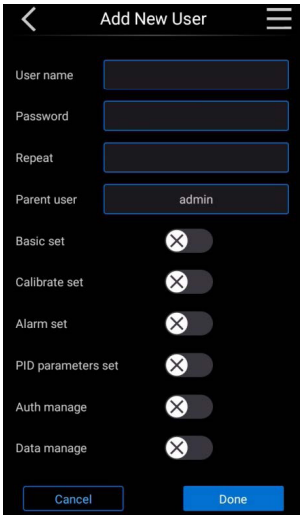 Add New User
User name
Password
Repeat
Parent user admin
Basic set
Calibrate set
Alarm set
PID parameters set
Auth manage
Data manage
Cancel Done